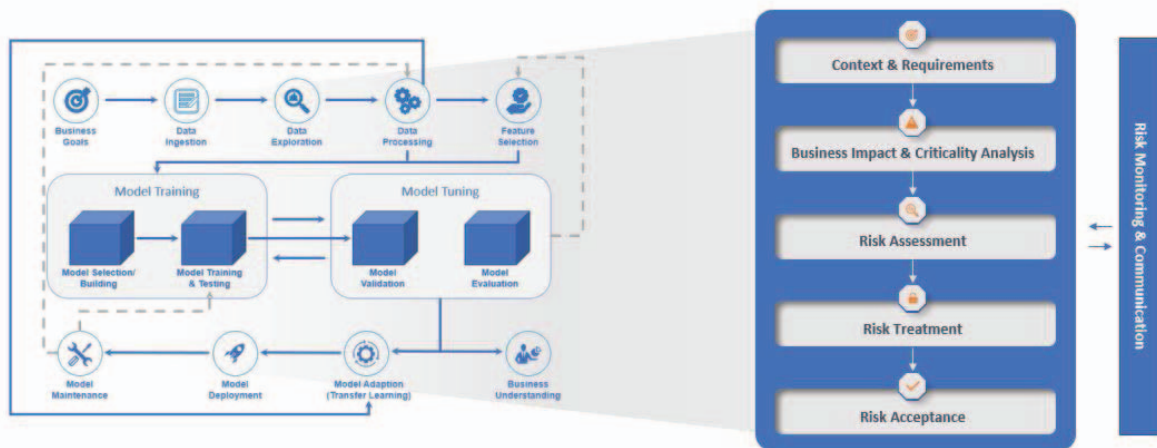 Business
Goals
Data
Ingestion
Data
Exploration
Data
Processing
Feature
Selection
Model Training
Model Selection/
Building
Model Training
& Testing
Model Tuning
Model
Validation
Model
Evaluation
Model
Maintenance
Model
Deployment
Model Adaption
(Transfer Learning)
Business
Understanding
Context & Requirements
Business Impact & Criticality Analysis
Risk Assessment
Risk Treatment
Risk Acceptance
Risk Monitoring & Communication